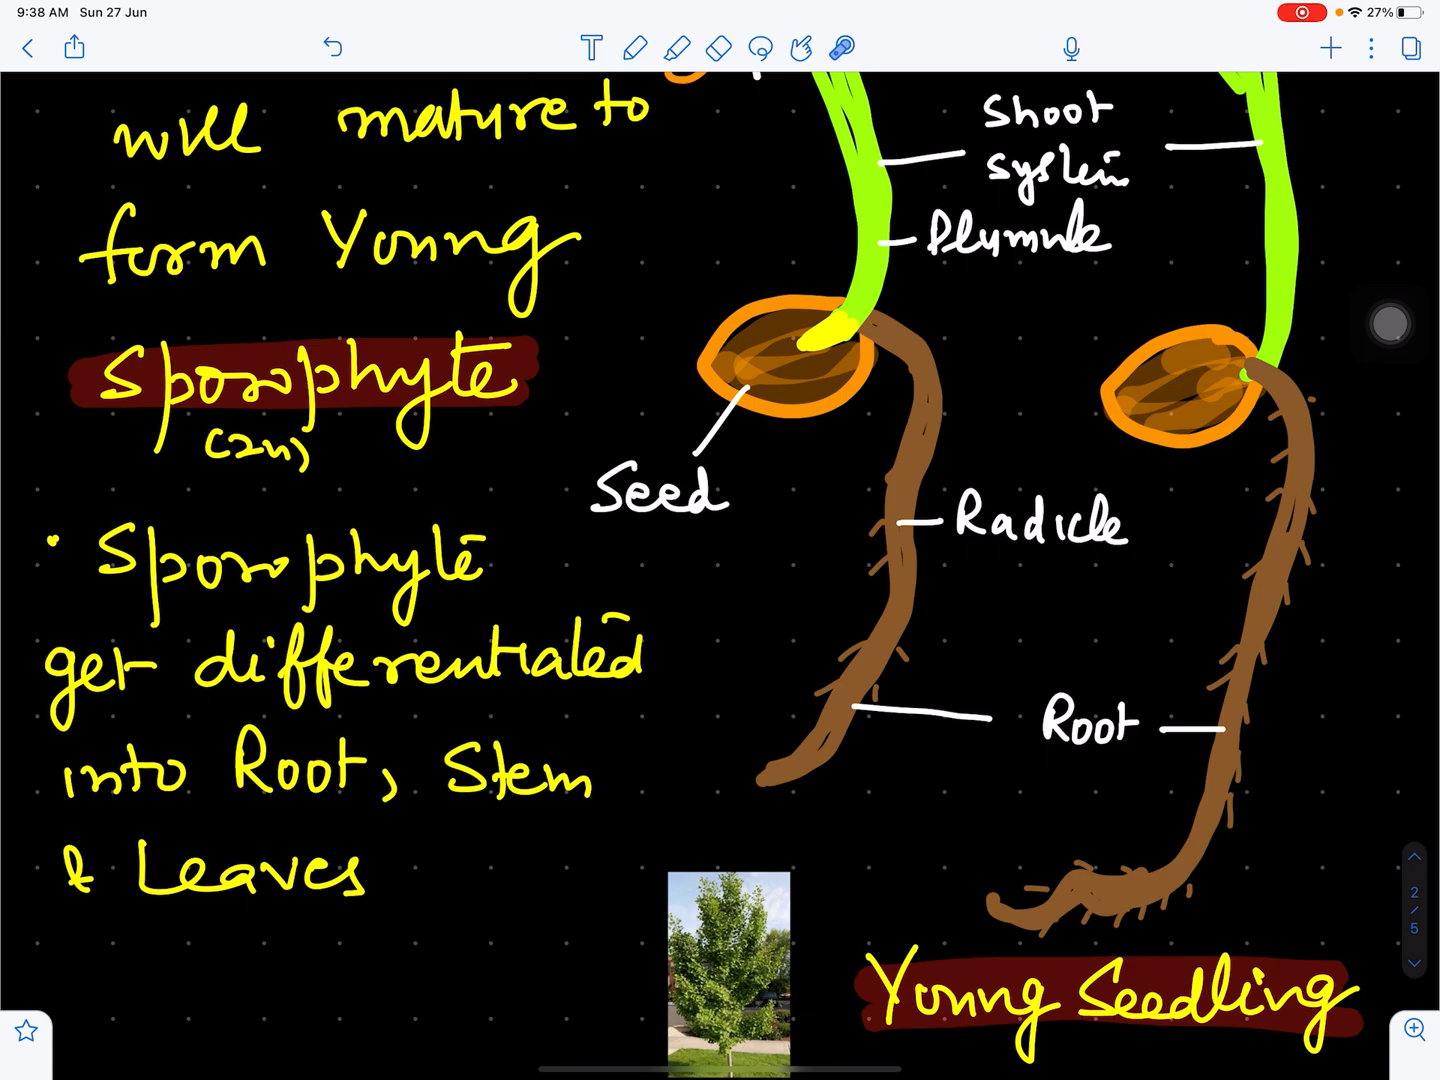 9:38 AM Sun 27 Jun
27%
will mature to
form Young
Sporophyte
(2n)
• Sporophyte
get differentiated
into Root, Stem
& Leaves
Shoot
System
Plymule
Seed
Radicle
Root
Young Seedling
2
/
5